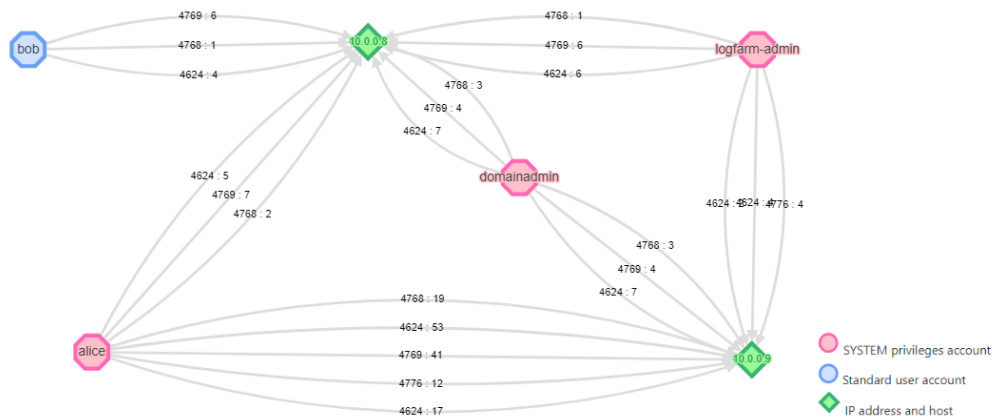 4769 : 6
4768 : 1
bob
10.0.0.8
logfarm-admin
4768 : 1
4769 : 6
4624 : 4
4624 : 6
4768 : 3
4769 : 4
4624 : 7
4624 : 5
domainadmin
4769 : 7
4624 : 4
4776 : 4
4768 : 2
4768 : 3
4769 : 4
4624 : 7
4768 : 19
4624 : 53
alice
4769 : 41
10.0.0.9
4776 : 12
4624 : 17
SYSTEM privileges account
Standard user account
IP address and host